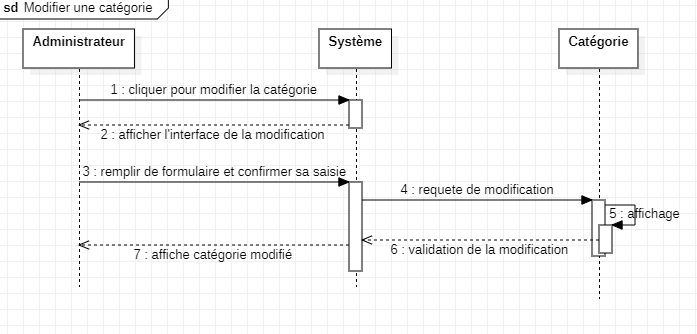 sd Modifier une catégorie
Administrateur
Système
Catégorie
1 : cliquer pour modifier la catégorie
2 : afficher l'interface de la modification
3 : remplir de formulaire et confirmer sa saisie
4 : requete de modification
5 : affichage
6 : validation de la modification
7 : affiche catégorie modifié